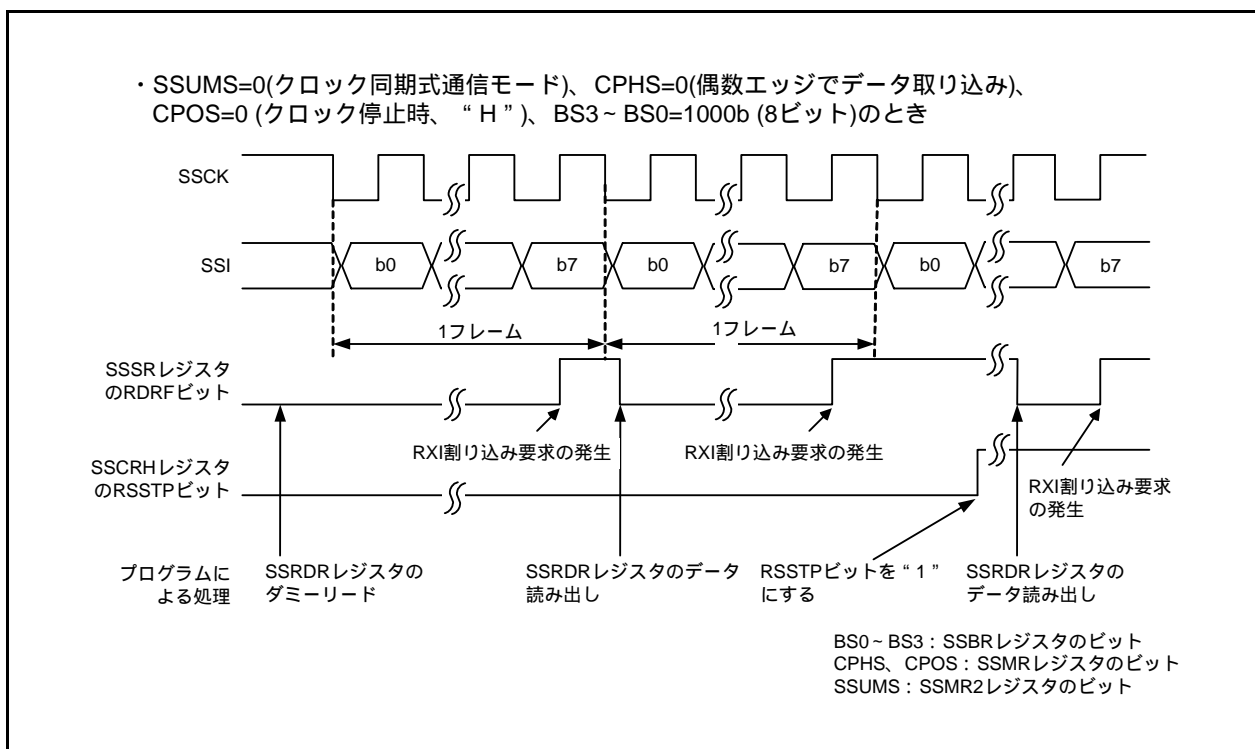 ・SSUMS=0(クロック同期式通信モード)、CPHS=0(偶数エッジでデータ取り込み)、
CPOS=0 (クロック停止時、“H”)、BS3~BS0=1000b (8ビット)のとき
SSCK
SSI
b0
b7
b0
b7
b0
b7
1フレーム
1フレーム
SSSRレジスタ
のRDRFビット
RXI割り込み要求の発生
RXI割り込み要求の発生
RXI割り込み要求
の発生
SSCRHレジスタ
のRSSTPビット
プログラムに
よる処理
SSRDRレジスタの
ダミーリード
SSRDRレジスタのデータ
読み出し
RSSTPビットを“1”
にする
SSRDRレジスタの
データ読み出し
BS0~BS3:SSBRレジスタのビット
CPHS、CPOS:SSMRレジスタのビット
SSUMS:SSMR2レジスタのビット